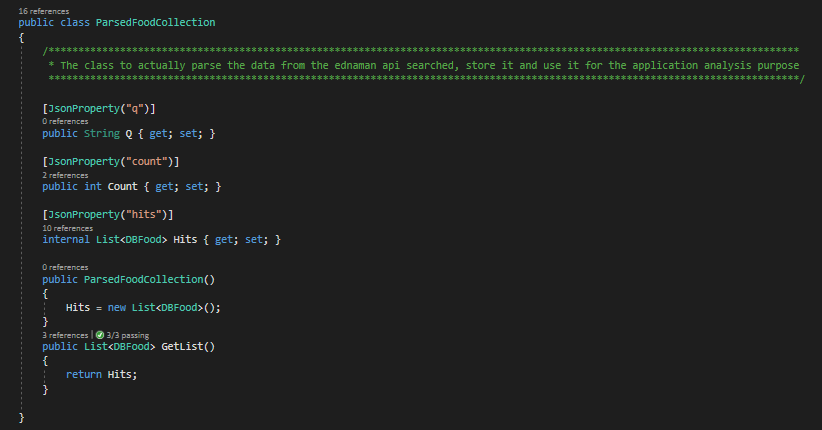 16 references
public class ParsedFoodCollection
{
/******************************************************************************************************************************
* The class to actually parse the data from the ednaman api searched, store it and use it for the application analysis purpose
******************************************************************************************************************************/
[JsonProperty("q")]
0 references
public String Q { get; set; }
[JsonProperty("count")]
2 references
public int Count { get; set; }
[JsonProperty("hits")]
10 references
internal List<DBFood> Hits { get; set; }
0 references
public ParsedFoodCollection()
{
Hits = new List<DBFood>();
}
3 references | 3/3 passing
public List<DBFood> GetList()
{
return Hits;
}
}